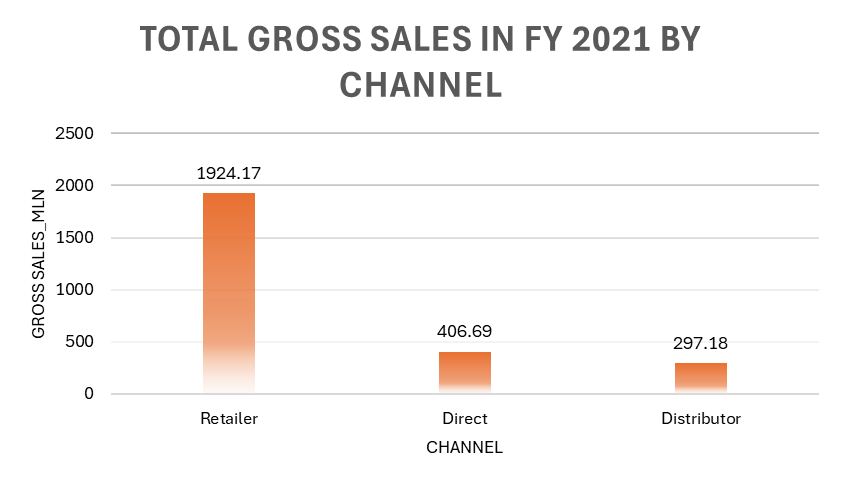 TOTAL GROSS SALES IN FY 2021 BY
CHANNEL
2500
2000
1500
1000
500
0
GROSS SALES_MLN
1924.17
406.69
297.18
Retailer
Direct
Distributor
CHANNEL